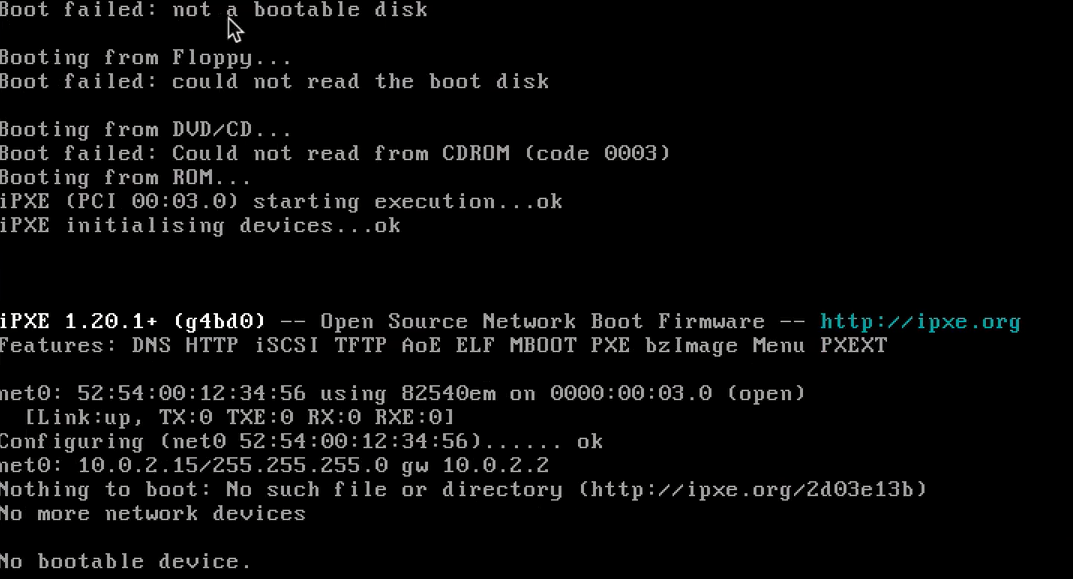 Boot failed: not a bootable disk
Booting from Floppy...
Boot failed: could not read the boot disk
Booting from DVD/CD...
Boot failed: Could not read from CDROM (code 0003)
Booting from ROM...
iPXE (PCI 00:03.0) starting execution...ok
iPXE initialising devices...ok
iPXE 1.20.1+ (g4bd0) -- Open Source Network Boot Firmware -- http://ipxe.org
Features: DNS HTTP iSCSI TFTP AoE ELF MBOOT PXE bzImage Menu PXEXT
net0: 52:54:00:12:34:56 using 82540em on 0000:00:03.0 (open)
[Link:up, TX:0 TXE:0 RX:0 RXE:0]
Configuring (net0 52:54:00:12:34:56)...... ok
net0: 10.0.2.15/255.255.255.0 gw 10.0.2.2
Nothing to boot: No such file or directory (http://ipxe.org/2d03e13b)
No more network devices
No bootable device.